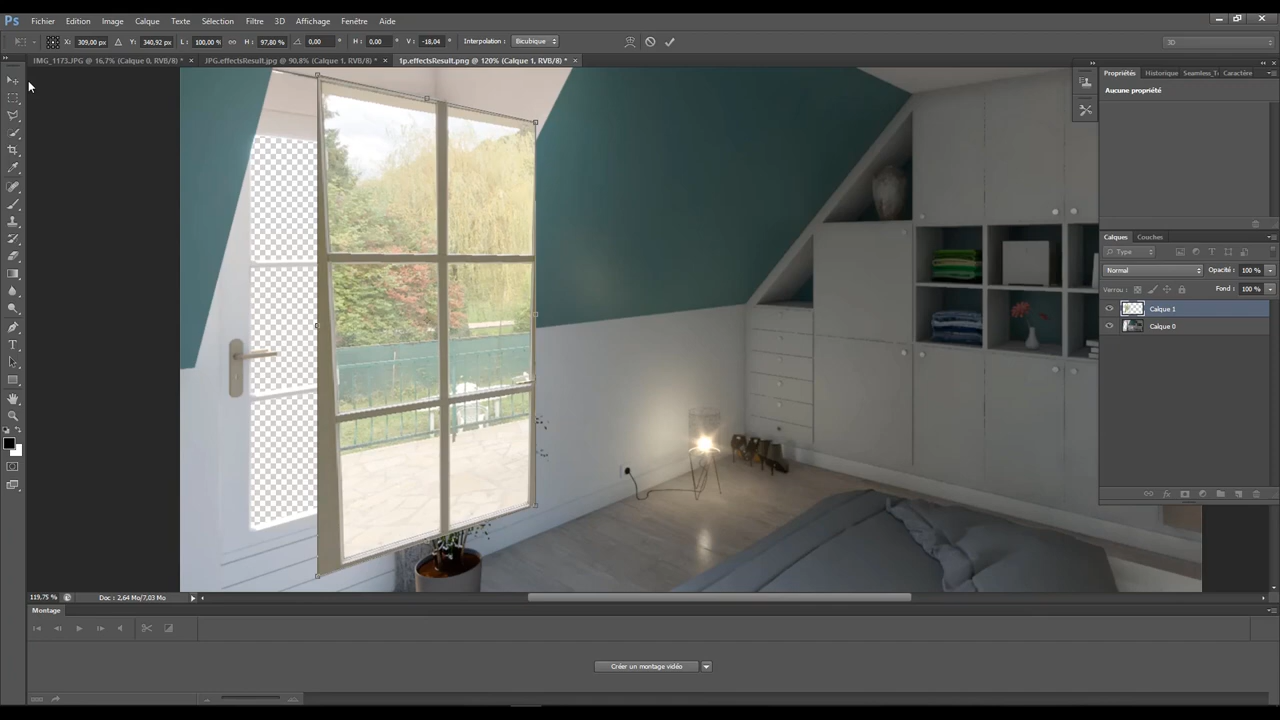 Ps Fichier Edition Image Calque Texte Sélection Filtre 3D Affichage Fenêtre Aide
X: 309,00 px Y: 340,92 px L: 100,00 % H: 97,80 % 0,00 ° H: 0,00 ° V: -18,04 ° Interpolation : Bicubique 3D
IMG_1173.JPG @ 16,7% (Calque 0, RVB/8) * × JPG.effectsResult.jpg @ 90,8% (Calque 1, RVB/8) * × 1p.effectsResult.png @ 120% (Calque 1, RVB/8) * ×
Propriétés Historique Seamless_T Caractère
Aucune propriété
Calques Couches
Type
Normal Opacité : 100 %
Verrou : Fond : 100 %
Calque 1
Calque 0
119,75 % Doc : 2,64 Mo/7,03 Mo
Montage
Créer un montage vidéo